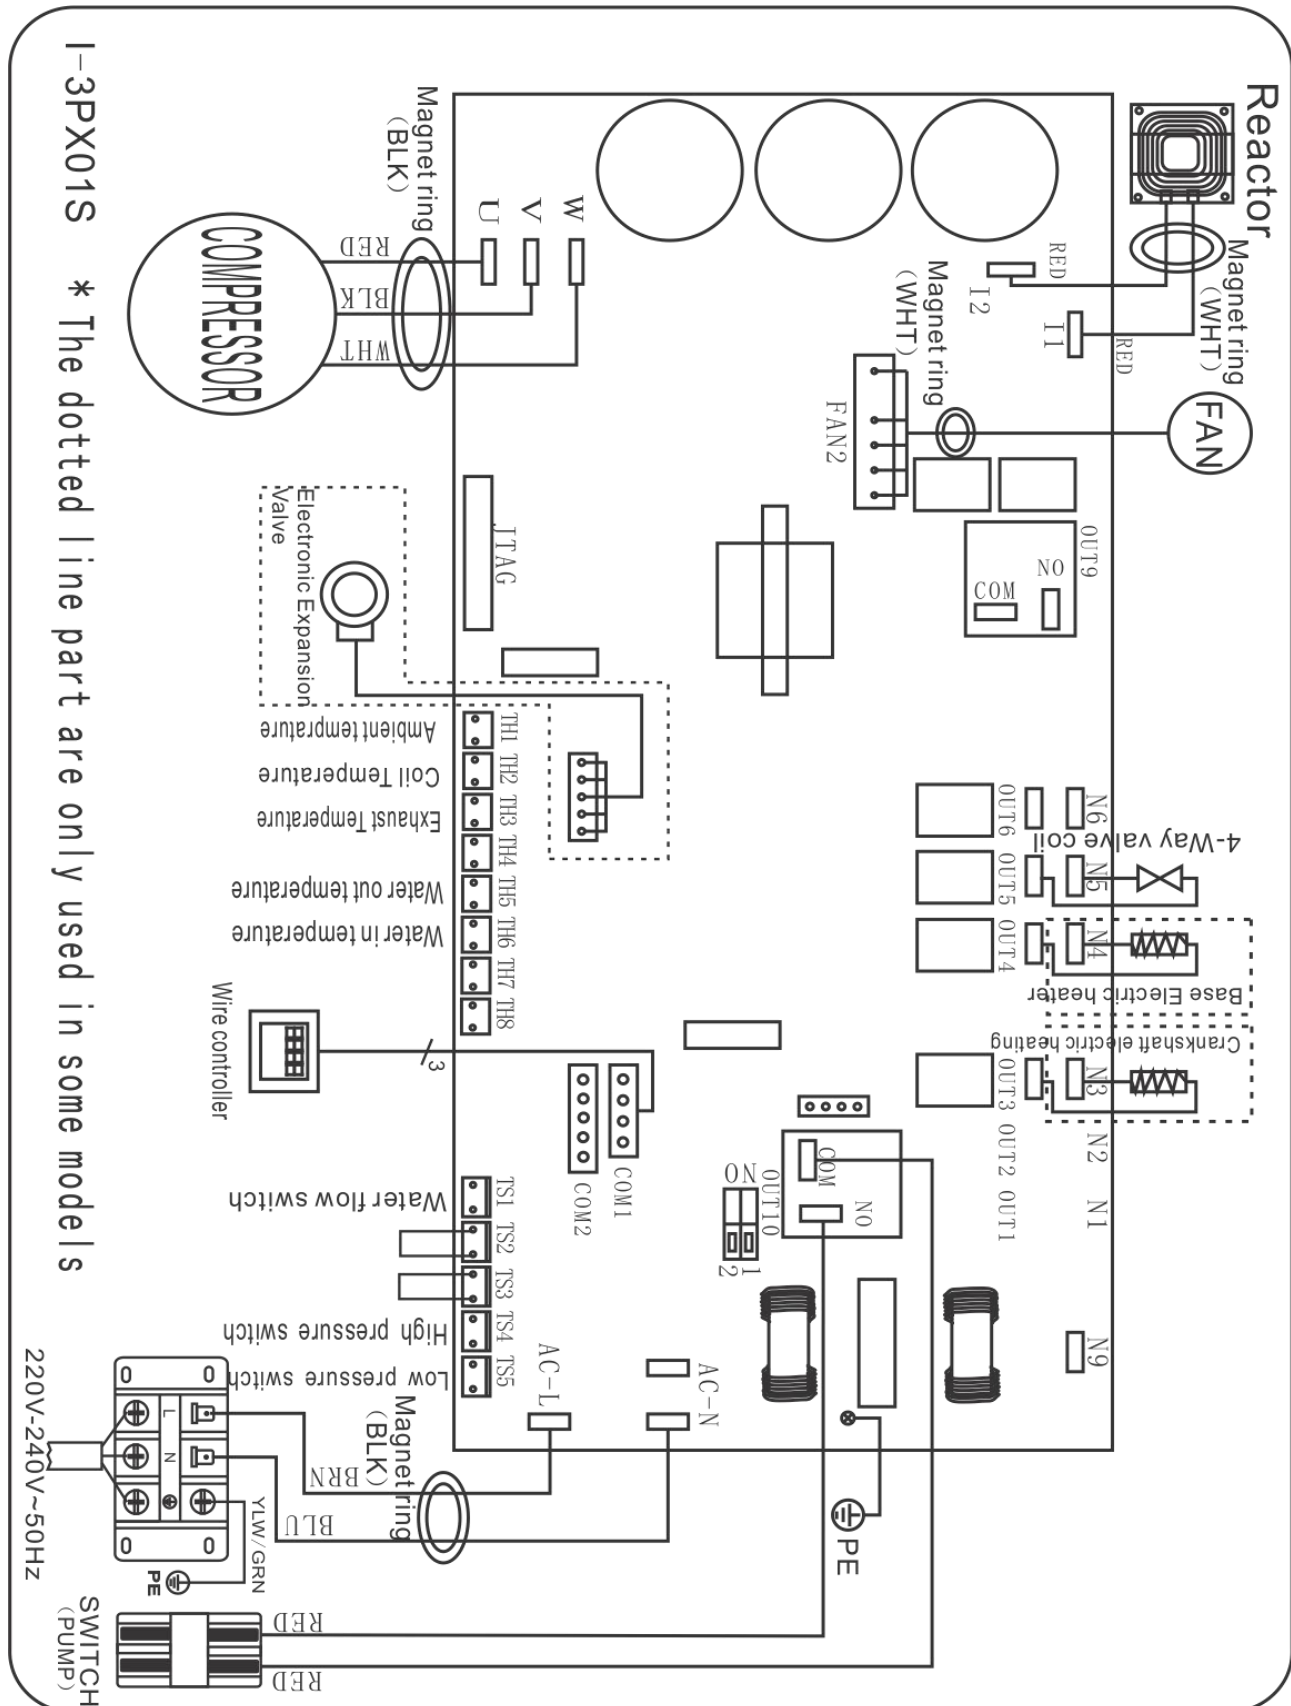 Reactor
Magnet ring
(WHT)
RED
I2
I1
RED
FAN
Magnet ring
(WHT)
FAN2
OUT9
NO
COM
Magnet ring
(BLK)
U
V
W
RED
BLK
WHT
COMPRESSOR
JTAG
Electronic Expansion
Valve
TH1
TH2
TH3
TH4
TH5
TH6
TH7
TH8
Ambient temprature
Coil Temperature
Exhaust Temperature
Water out temperature
Water in temperature
Wire controller
3
COM1
COM2
OUT6
N6
4-Way valve coil
OUT5
N5
OUT4
N4
Base Electric heater
Crankshaft electric heating
OUT3
N3
OUT2
N2
OUT1
N1
N9
COM
NO
OUT10
NO
1
2
TS1
TS2
TS3
TS4
TS5
Water flow switch
High pressure switch
Low pressure switch
AC-L
AC-N
Magnet ring
(BLK)
BRN
BLU
L
N
YLW/GRN
PE
PE
220V-240V~50Hz
SWITCH
(PUMP)
RED
RED
I-3PX01S * The dotted line part are only used in some models